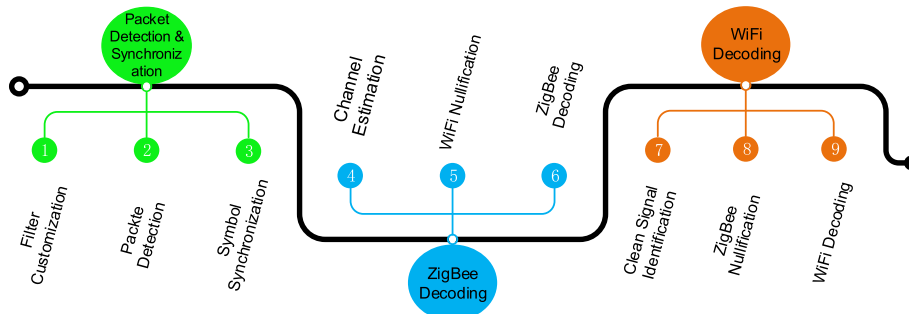 Packet
Detection &
Synchroniz
ation
1
2
3
Filter
Customization
Packte
Detection
Symbol
Synchronization
Channel
Estimation
WiFi Nullification
ZigBee
Decoding
4
5
6
ZigBee
Decoding
WiFi
Decoding
7
8
9
Clean Signal
Identification
ZigBee
Nullification
WiFi Decoding